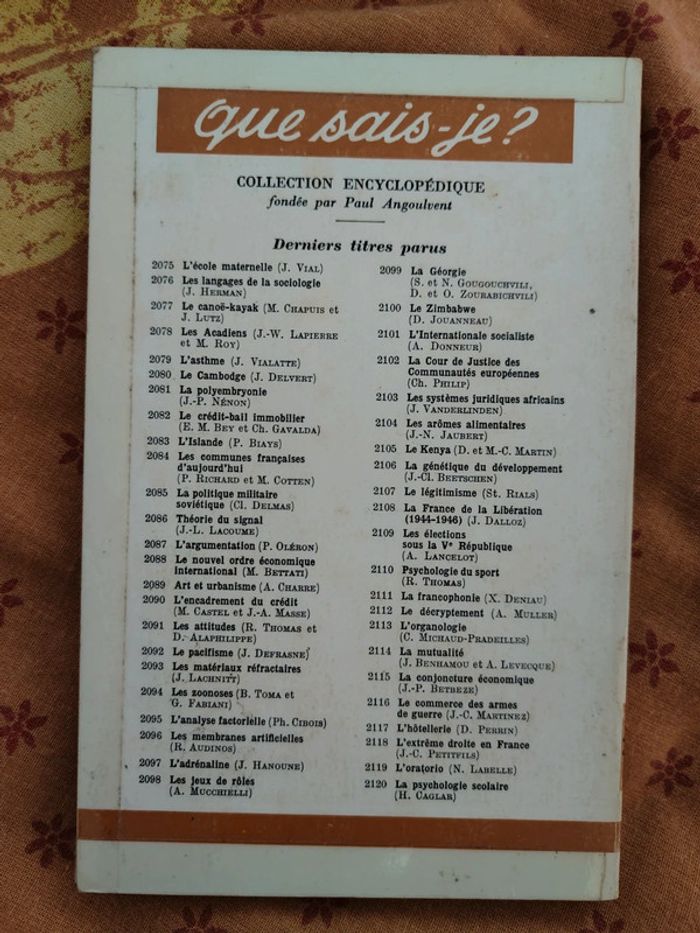 que sais-je?
COLLECTION ENCYCLOPÉDIQUE
fondée par Paul Angoulvent
Derniers titres parus
2075 L'école maternelle (J. VIAL)
2076 Les langages de la sociologie
(J. HERMAN)
2077 Le canoë-kayak (M. CHAPUIS et
J. LUTZ)
2078 Les Acadiens (J.-W. LAPIERRE
et M. ROY)
2079 L'asthme (J. VIALATTE)
2080 Le Cambodge (J. DELVERT)
2081 La polyembryonie
(J.-P. NÉNON)
2082 Le crédit-bail immobilier
(E. M. BEY et Ch. GAVALDA)
2083 L'Islande (P. BIAYS)
2084 Les communes françaises
d'aujourd'hui
(P. RICHARD et M. COTTEN)
2085 La politique militaire
soviétique (Cl. DELMAS)
2086 Théorie du signal
(J.-L. LACOUME)
2087 L'argumentation (P. OLÉRON)
2088 Le nouvel ordre économique
international (M. BETTATI)
2089 Art et urbanisme (A. CHARRE)
2090 L'encadrement du crédit
(M. CASTEL et J.-A. MASSE)
2091 Les attitudes (R. THOMAS et
D. ALAPHILIPPE)
2092 Le pacifisme (J. DEFRASNE)
2093 Les matériaux réfractaires
(J. LACHNITT)
2094 Les zoonoses (B. TOMA et
G. FABIANI)
2095 L'analyse factorielle (Ph. CIBOIS)
2096 Les membranes artificielles
(R. AUDINOS)
2097 L'adrénaline (J. HANOUNE)
2098 Les jeux de rôles
(A. MUCCHIELLI)
2099 La Géorgie
(S. et N. GOUGOUCHVILI,
D. et O. ZOURABICHVILI)
2100 Le Zimbabwe
(D. JOUANNEAU)
2101 L'Internationale socialiste
(A. DONNEUR)
2102 La Cour de Justice des
Communautés européennes
(Ch. PHILIP)
2103 Les systèmes juridiques africains
(J. VANDERLINDEN)
2104 Les arômes alimentaires
(J.-N. JAUBERT)
2105 Le Kenya (D. et M.-C. MARTIN)
2106 La génétique du développement
(J.-Cl. BEETSCHEN)
2107 Le légitimisme (St. RIALS)
2108 La France de la Libération
(1944-1946) (J. DALLOZ)
2109 Les élections
sous la Ve République
(A. LANCELOT)
2110 Psychologie du sport
(R. THOMAS)
2111 La francophonie (X. DENIAU)
2112 Le décryptement (A. MULLER)
2113 L'organologie
(C. MICHAUD-PRADEILLES)
2114 La mutualité
(J. BENHAMOU et A. LEVECQUE)
2115 La conjoncture économique
(J.-P. BETBEZE)
2116 Le commerce des armes
de guerre (J.-C. MARTINEZ)
2117 L'hôtellerie (D. PERRIN)
2118 L'extrême droite en France
(J.-C. PETITFILS)
2119 L'oratorio (N. LABELLE)
2120 La psychologie scolaire
(H. CAGLAR)